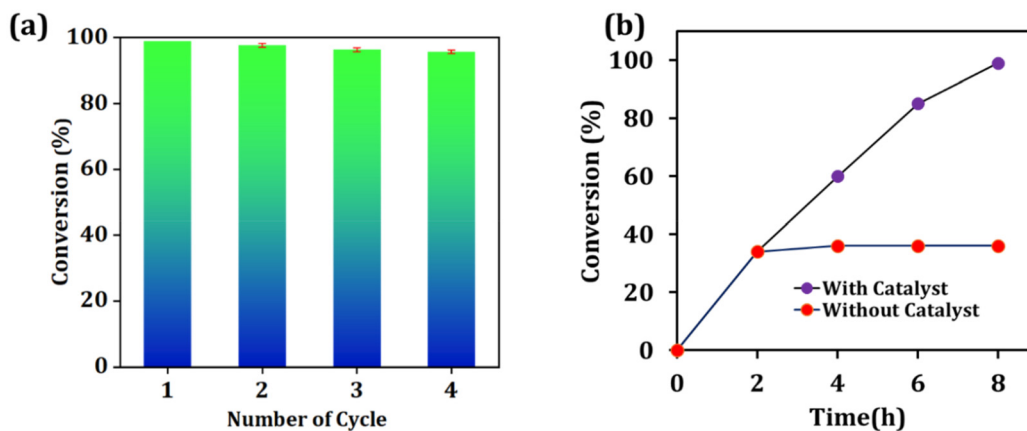 (a)
Conversion (%)
100
80
60
40
20
0
1 2 3 4
Number of Cycle
(b)
Conversion (%)
100
80
60
40
20
0
With Catalyst
Without Catalyst
0 2 4 6 8
Time(h)